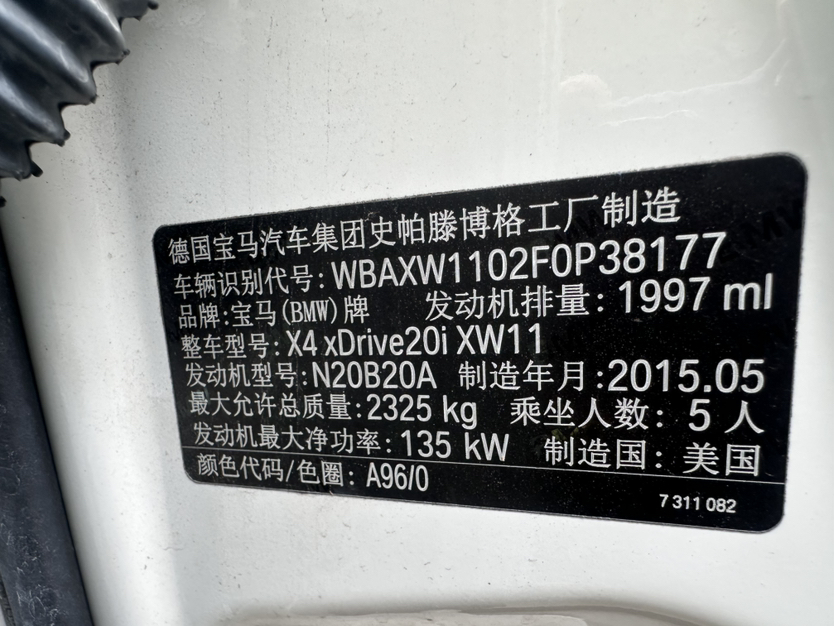 德国宝马汽车集团史帕滕博格工厂制造
车辆识别代号: WBAXW1102F0P38177
品牌:宝马(BMW)牌 发动机排量: 1997 ml
整车型号: X4 xDrive20i XW11
发动机型号:N20B20A 制造年月:2015.05
最大允许总质量:2325 kg 乘坐人数: 5 人
发动机最大净功率:135 kW 制造国: 美国
颜色代码/色圈: A96/0
7 311 082